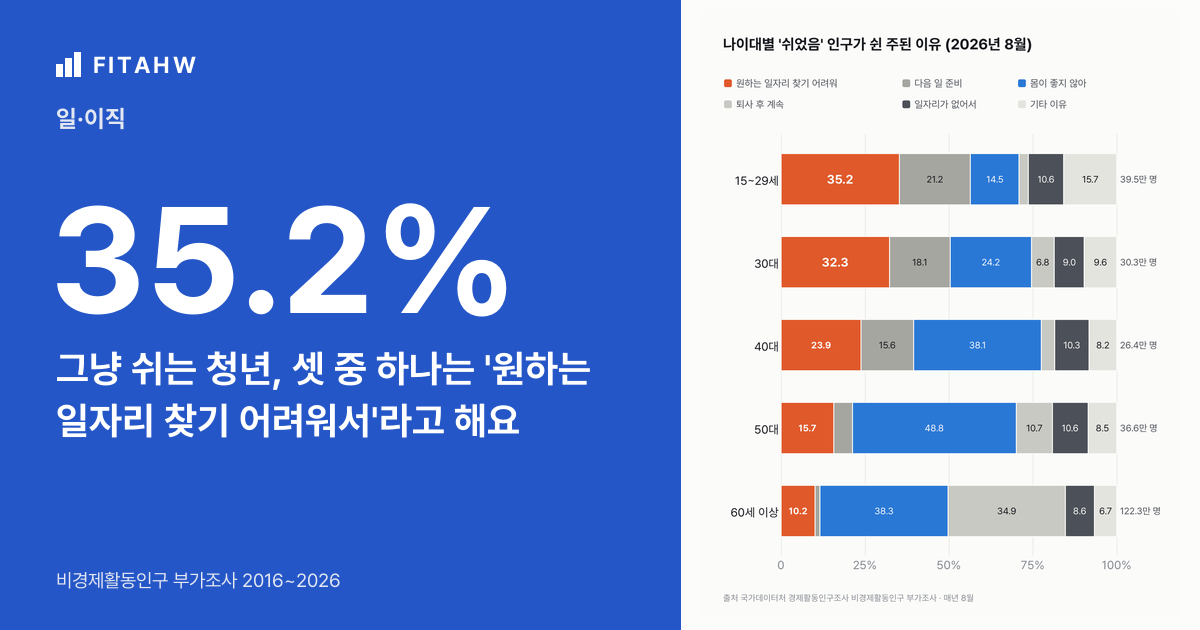 FITAHW
일·이직
35.2%
그냥 쉬는 청년, 셋 중 하나는 '원하는
일자리 찾기 어려워서'라고 해요
비경제활동인구 부가조사 2016~2026
나이대별 '쉬었음' 인구가 쉰 주된 이유 (2026년 8월)
원하는 일자리 찾기 어려워 다음 일 준비 몸이 좋지 않아
퇴사 후 계속 일자리가 없어서 기타 이유
15~29세 35.2 21.2 14.5 10.6 15.7 39.5만 명
30대 32.3 18.1 24.2 6.8 9.0 9.6 30.3만 명
40대 23.9 15.6 38.1 10.3 8.2 26.4만 명
50대 15.7 48.8 10.7 10.6 8.5 36.6만 명
60세 이상 10.2 38.3 34.9 8.6 6.7 122.3만 명
0 25% 50% 75% 100%
출처 국가데이터처 경제활동인구조사 비경제활동인구 부가조사 · 매년 8월